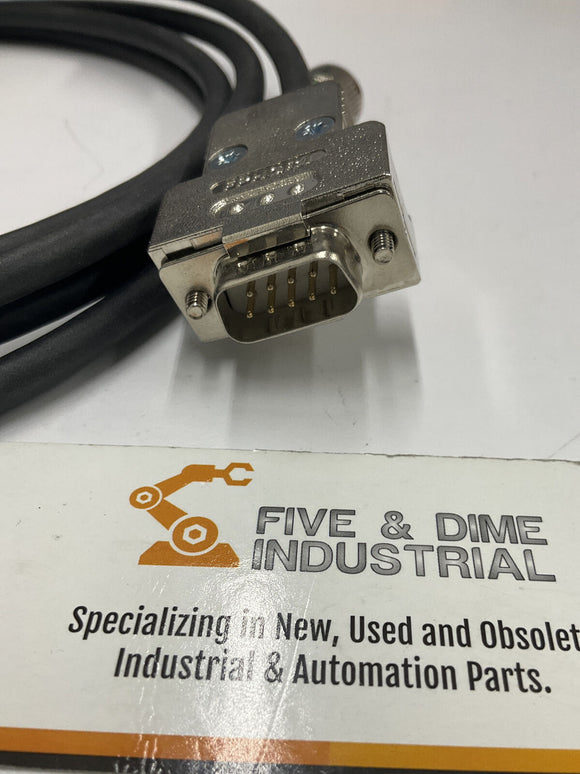 FIVE & DIME
INDUSTRIAL
Specializing in New, Used and Obsolet
Industrial & Automation Parts.